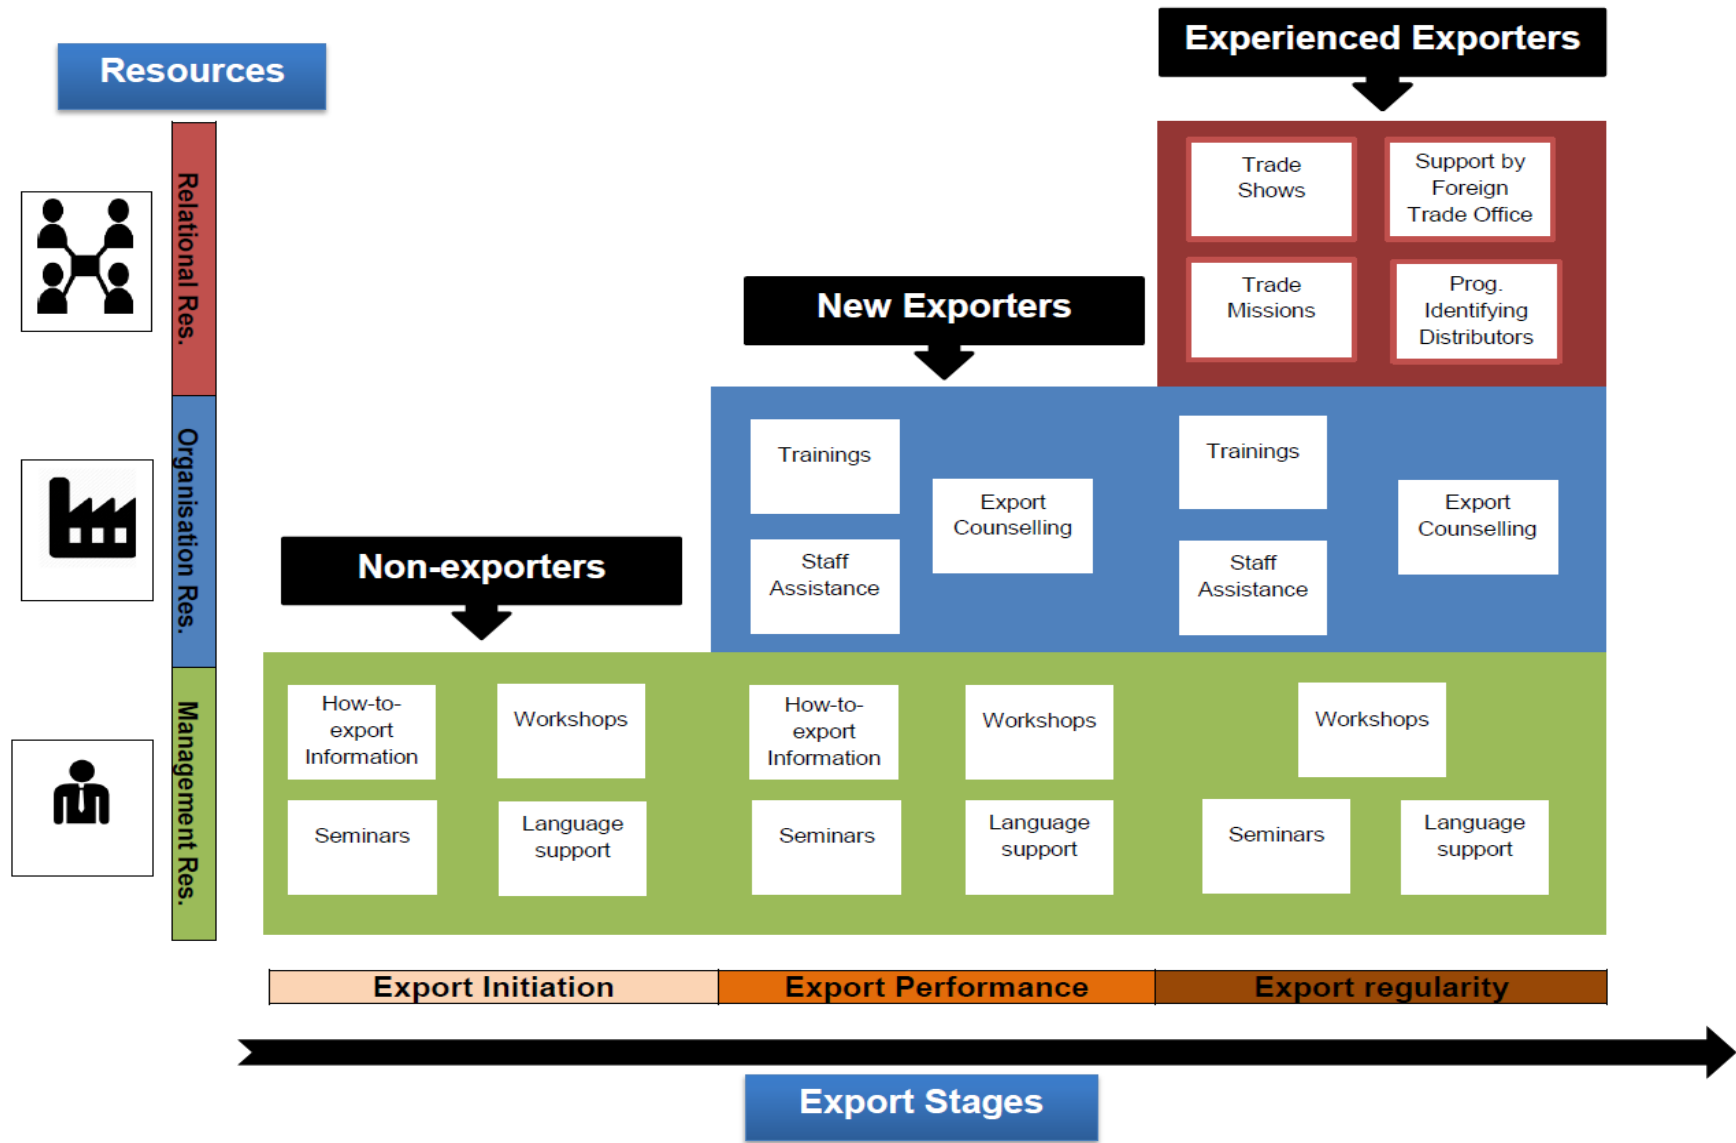 Resources
Experienced Exporters
Relational Res.
Trade
Shows
Support by
Foreign
Trade Office
Trade
Missions
Prog.
Identifying
Distributors
New Exporters
Organisation Res.
Trainings
Export
Counselling
Staff
Assistance
Trainings
Export
Counselling
Staff
Assistance
Non-exporters
Management Res.
How-to-
export
Information
Workshops
Seminars
Language
support
How-to-
export
Information
Workshops
Seminars
Language
support
Workshops
Seminars
Language
support
Export Initiation
Export Performance
Export regularity
Export Stages